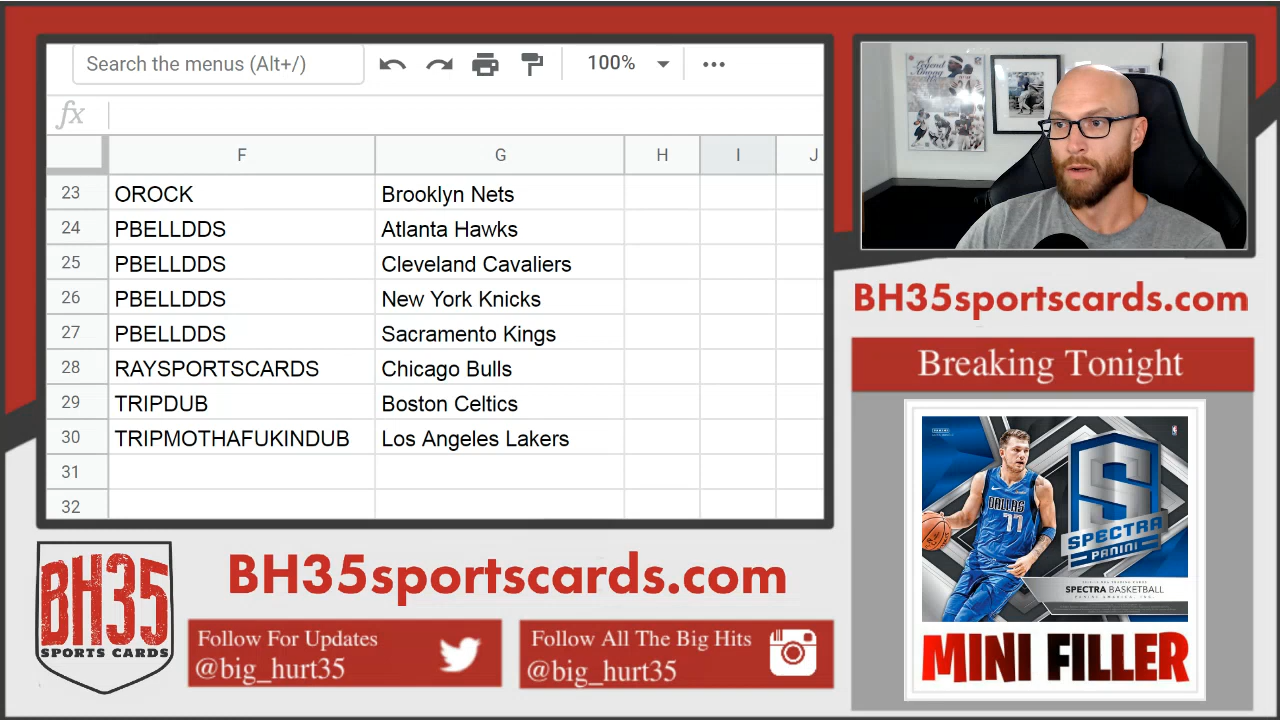 Search the menus (Alt+/)
100%
fx
F G H I J
23 OROCK Brooklyn Nets
24 PBELLDDS Atlanta Hawks
25 PBELLDDS Cleveland Cavaliers
26 PBELLDDS New York Knicks
27 PBELLDDS Sacramento Kings
28 RAYSPORTSCARDS Chicago Bulls
29 TRIPDUB Boston Celtics
30 TRIPMOTHAFUKINDUB Los Angeles Lakers
31
32
BH35sportscards.com
Breaking Tonight
PANINI
DALLAS
77
S
SPECTRA
PANINI
SPECTRA BASKETBALL
MINI FILLER
BH35
SPORTS CARDS
BH35sportscards.com
Follow For Updates
@big_hurt35
Follow All The Big Hits
@big_hurt35